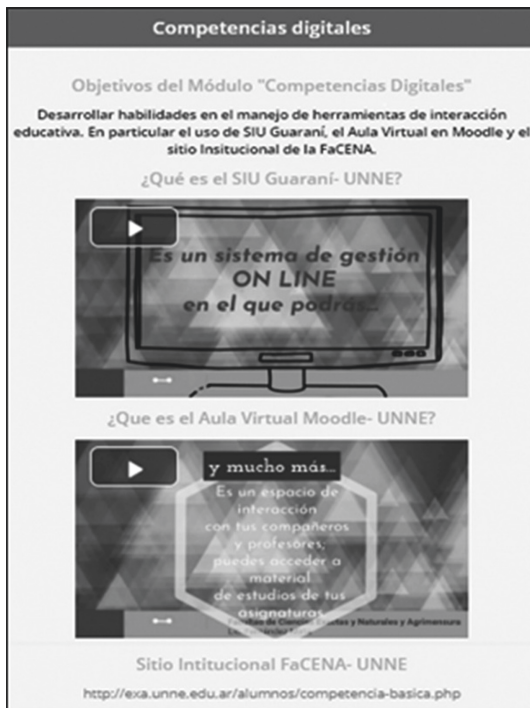 Competencias digitales
Objetivos del Módulo "Competencias Digitales"
Desarrollar habilidades en el manejo de herramientas de interacción
educativa. En particular el uso de SIU Guaraní, el Aula Virtual en Moodle y el
sitio Insitucional de la FaCENA.
¿Qué es el SIU Guaraní- UNNE?
Es un sistema de gestión
ON LINE
en el que podrás...
¿Que es el Aula Virtual Moodle- UNNE?
y mucho más...
Es un espacio de
interacción
con tus compañeros
y profesores;
puedes acceder a
material
de estudios de tus
asignaturas
Facultad de Ciencias Exactas y Naturales y Agrimensura
Sitio Intitucional FaCENA- UNNE
http://exa.unne.edu.ar/alumnos/competencia-basica.php